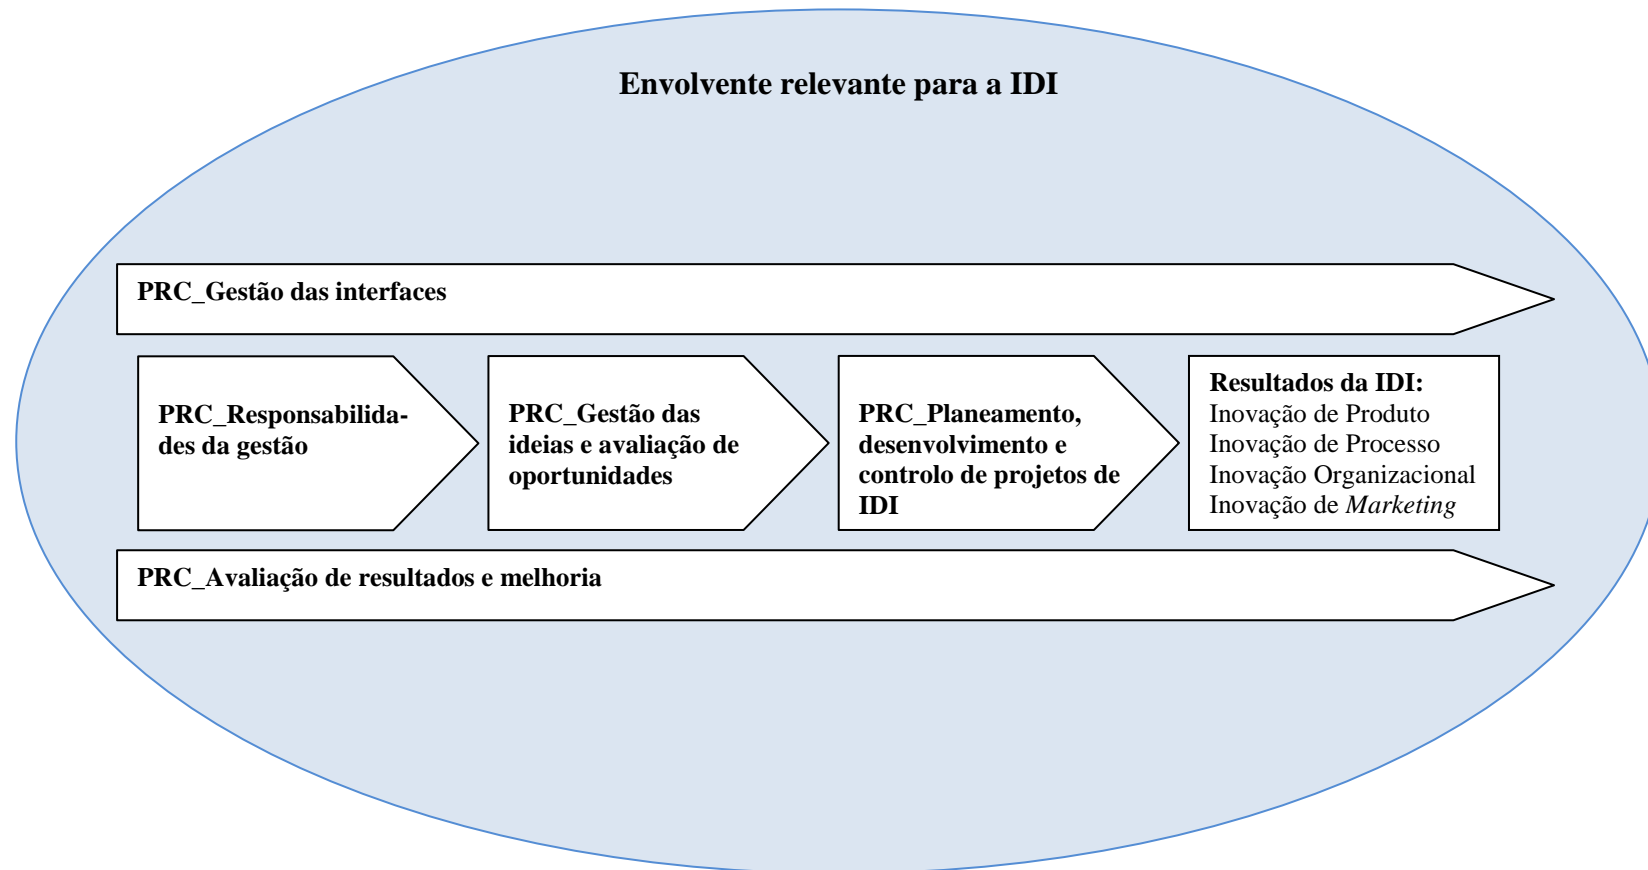 Envolvente relevante para a IDI
PRC_Gestão das interfaces
PRC_Responsabilida-
des da gestão
PRC_Gestão das
ideias e avaliação de
oportunidades
PRC_Planeamento,
desenvolvimento e
controlo de projetos de
IDI
Resultados da IDI:
Inovação de Produto
Inovação de Processo
Inovação Organizacional
Inovação de Marketing
PRC_Avaliação de resultados e melhoria